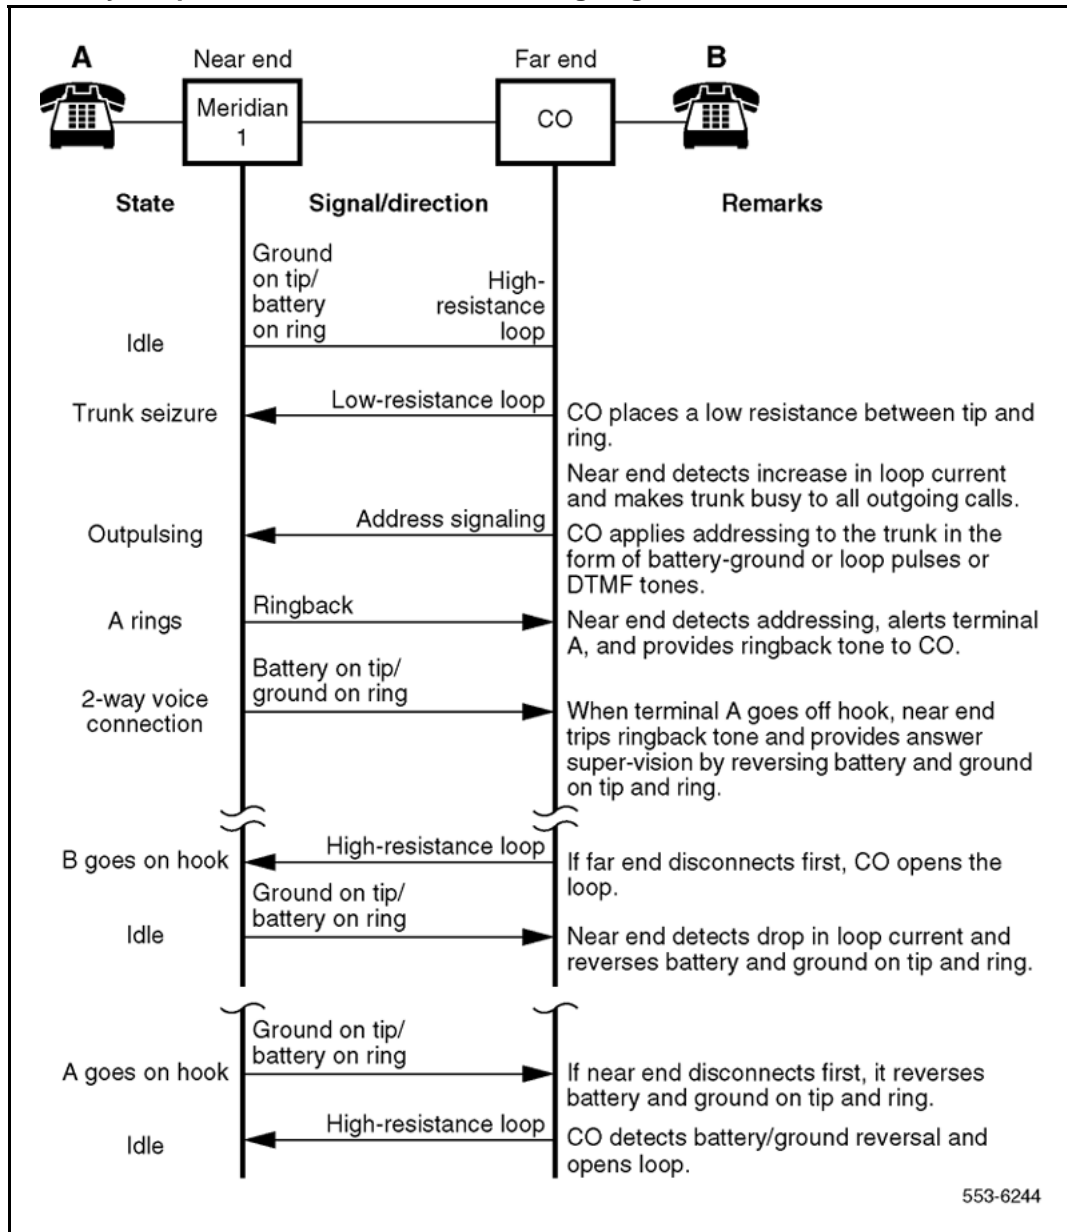 A
Near end
Far end
B
Meridian
1
CO
State
Signal/direction
Remarks
Ground
on tip/
battery
on ring
High-
resistance
loop
Idle
Trunk seizure
Low-resistance loop
CO places a low resistance between tip and
ring.
Near end detects increase in loop current
and makes trunk busy to all outgoing calls.
Outpulsing
Address signaling
CO applies addressing to the trunk in the
form of battery-ground or loop pulses or
DTMF tones.
A rings
Ringback
Near end detects addressing, alerts terminal
A, and provides ringback tone to CO.
2-way voice
connection
Battery on tip/
ground on ring
When terminal A goes off hook, near end
trips ringback tone and provides answer
super-vision by reversing battery and ground
on tip and ring.
B goes on hook
High-resistance loop
If far end disconnects first, CO opens the
loop.
Idle
Ground on tip/
battery on ring
Near end detects drop in loop current and
reverses battery and ground on tip and ring.
A goes on hook
Ground on tip/
battery on ring
If near end disconnects first, it reverses
battery and ground on tip and ring.
Idle
High-resistance loop
CO detects battery/ground reversal and
opens loop.
553-6244